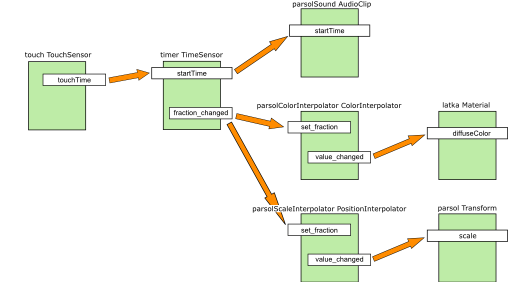 parsolSound AudioClip
startTime
touch TouchSensor
touchTime
timer TimeSensor
startTime
fraction_changed
parsolColorInterpolator ColorInterpolator
set_fraction
value_changed
latka Material
diffuseColor
parsolScaleInterpolator PositionInterpolator
set_fraction
value_changed
parsol Transform
scale